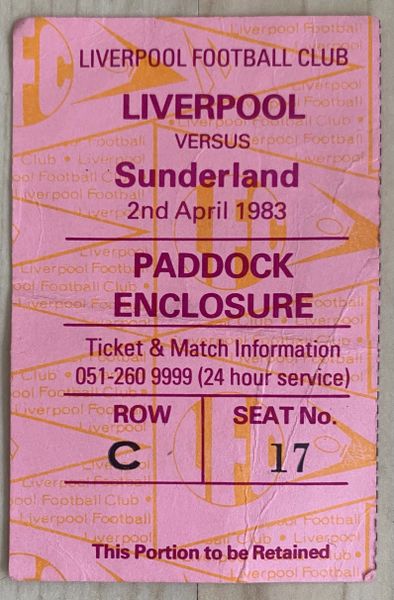 LIVERPOOL FOOTBALL CLUB
LIVERPOOL
VERSUS
Sunderland
2nd April 1983
PADDOCK
ENCLOSURE
Ticket & Match Information
051-260 9999 (24 hour service)
ROW
SEAT No.
C
17
This Portion to be Retained